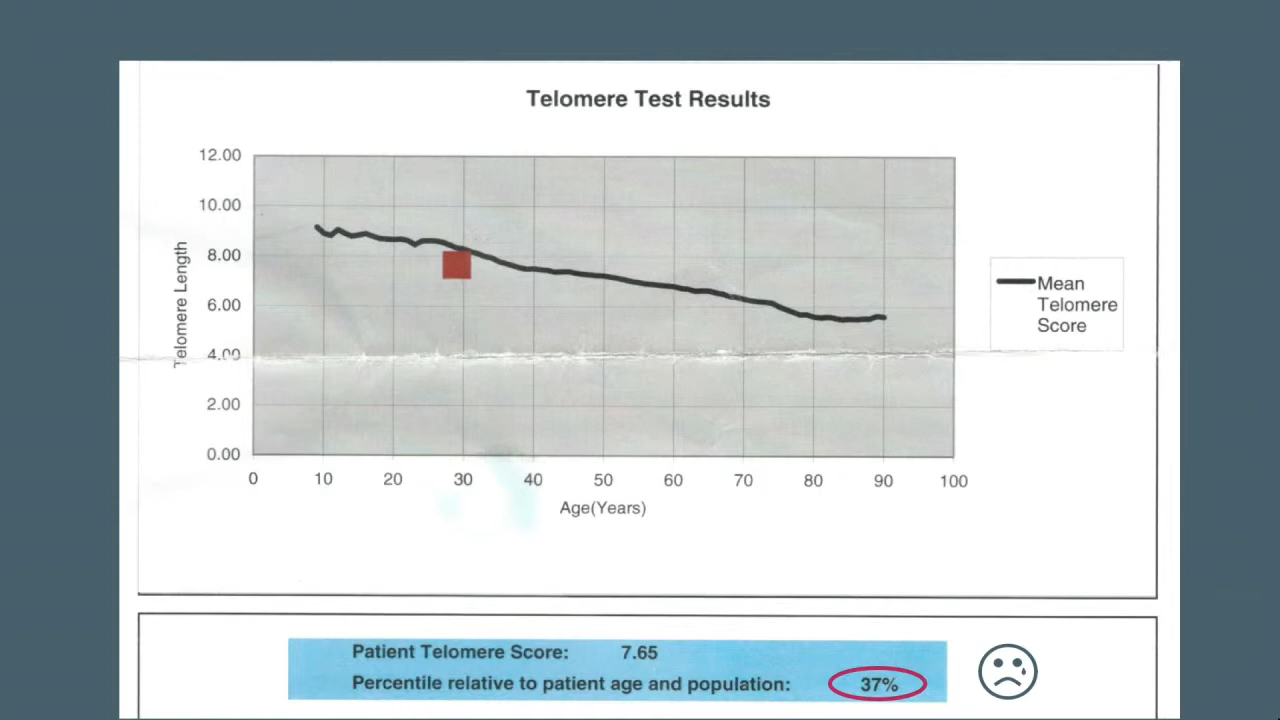 Telomere Test Results
12.00
10.00
8.00
6.00
4.00
2.00
0.00
Telomere Length
0 10 20 30 40 50 60 70 80 90 100
Age(Years)
Mean
Telomere
Score
Patient Telomere Score: 7.65
Percentile relative to patient age and population: 37%